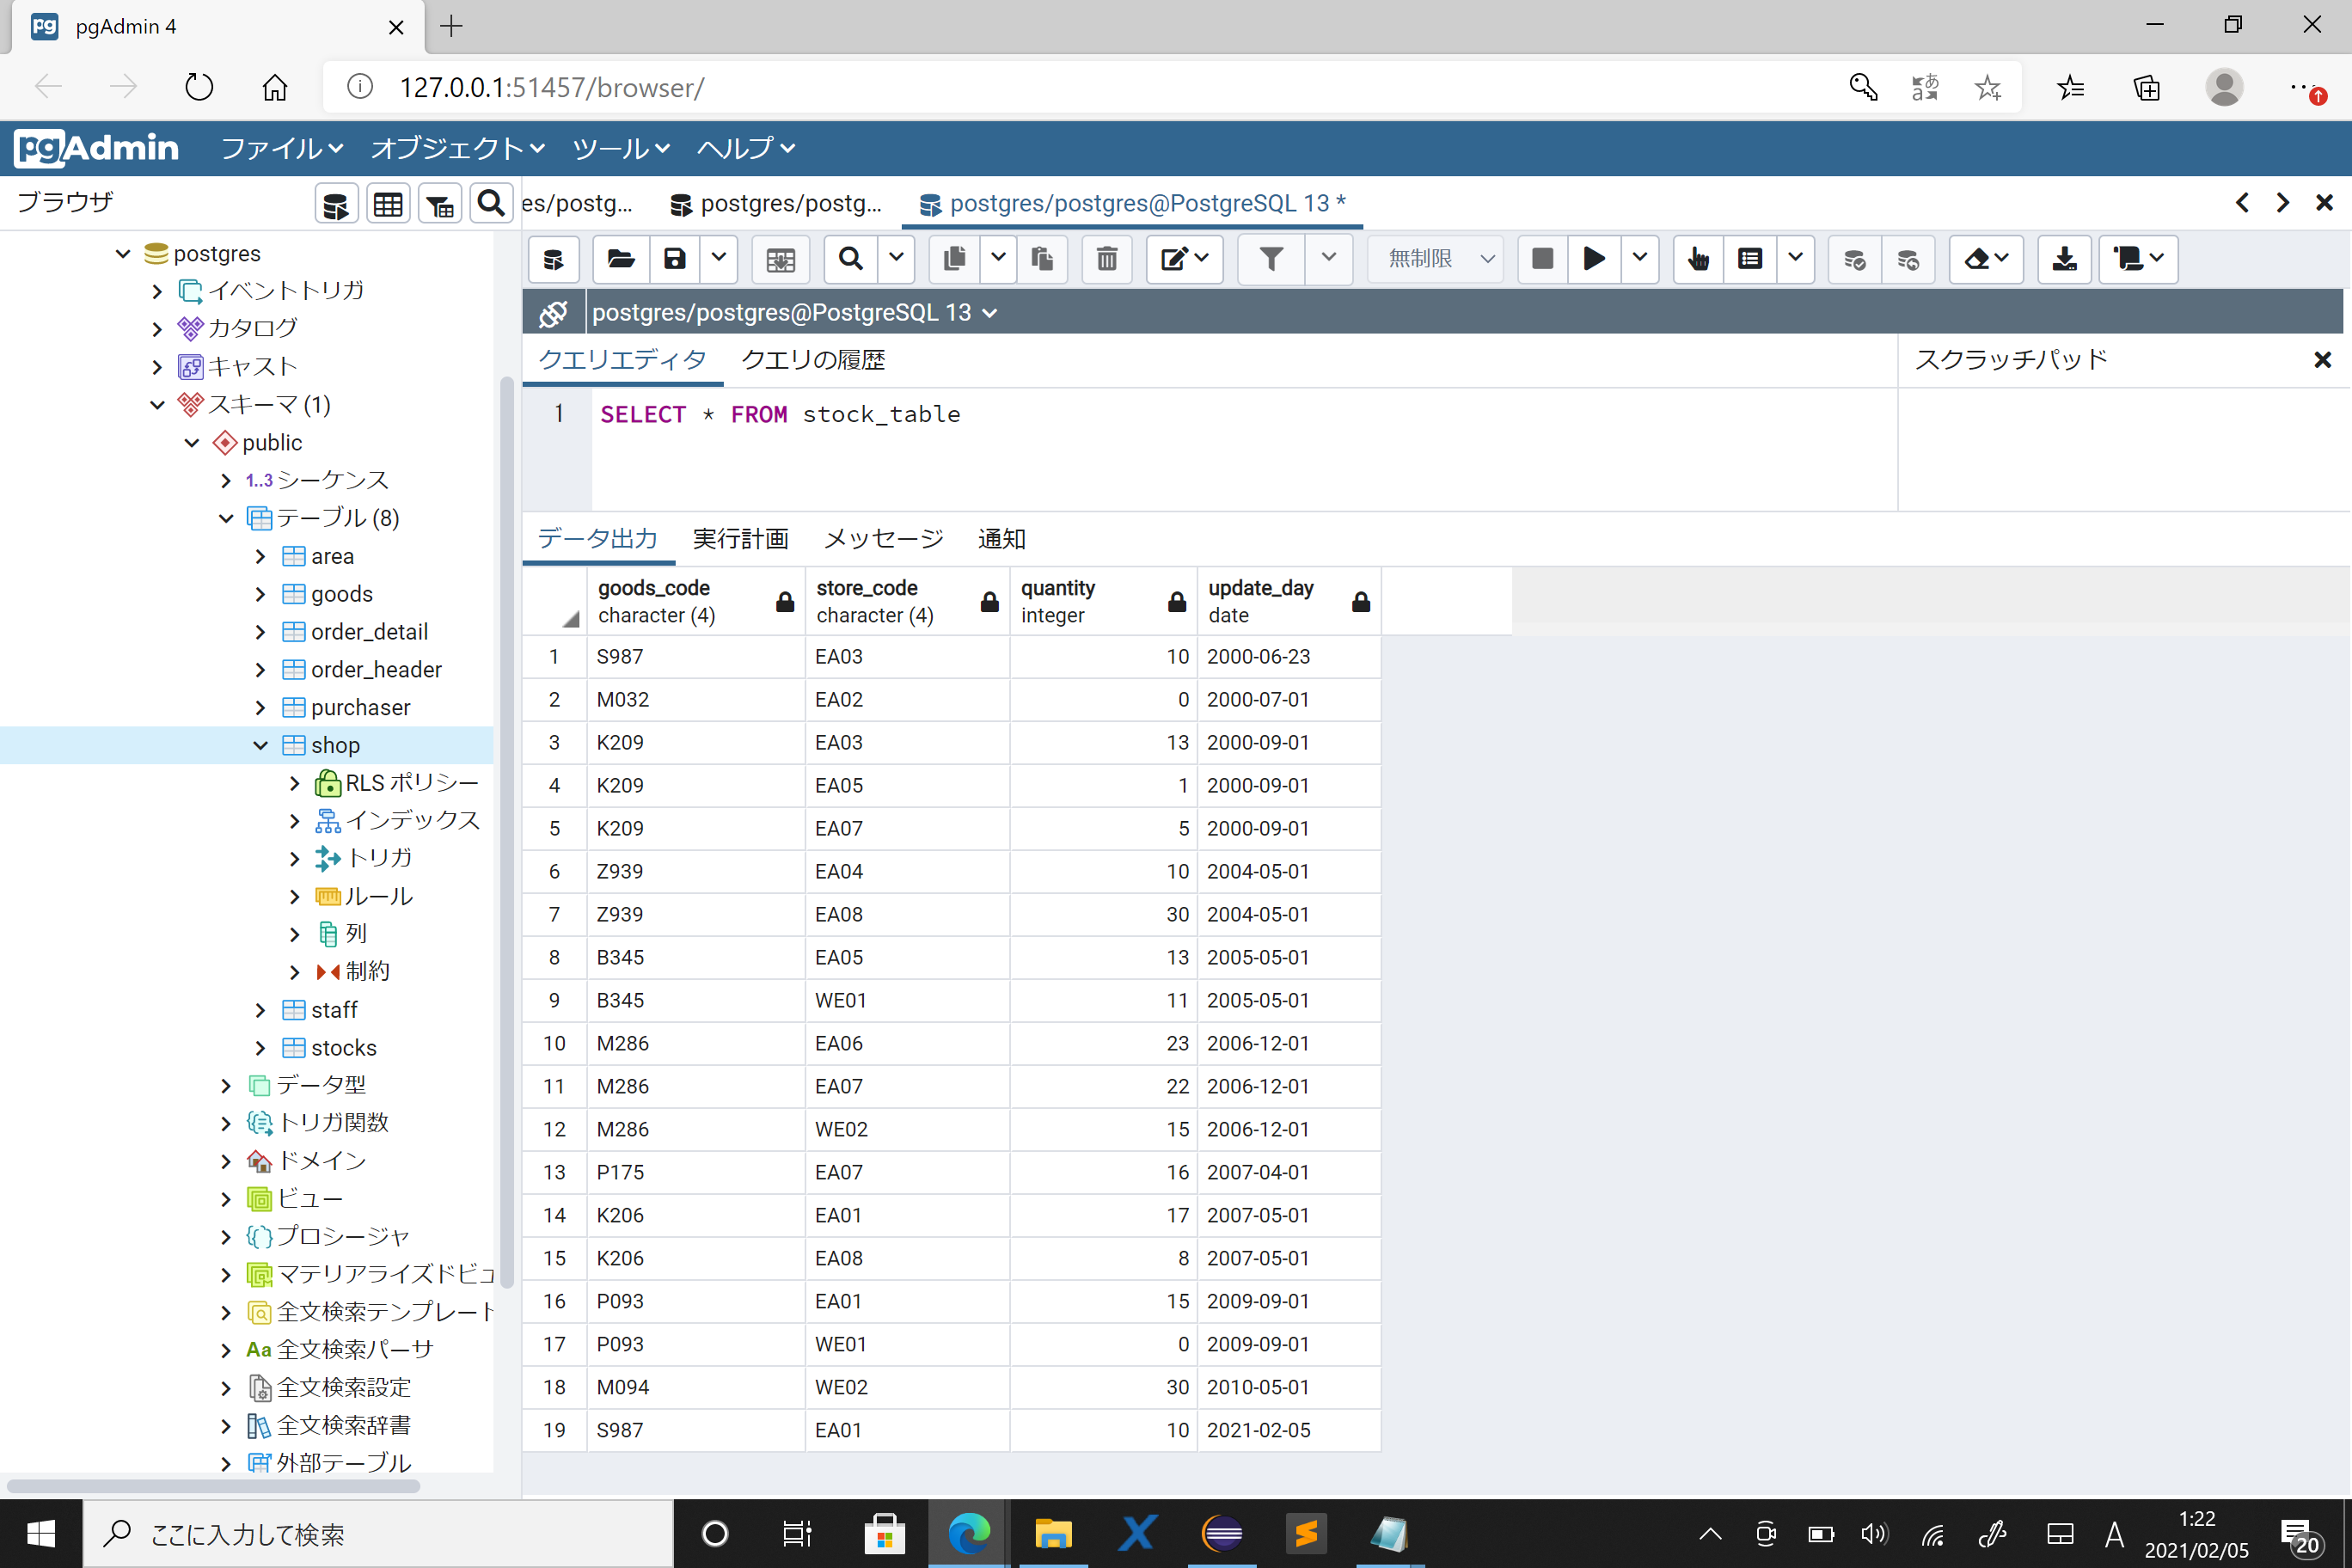 pgAdmin 4
127.0.0.1:51457/browser/
pgAdmin ファイル オブジェクト ツール ヘルプ
ブラウザ
es/postg... postgres/postg... postgres/postgres@PostgreSQL 13 *
無制限
postgres/postgres@PostgreSQL 13
クエリエディタ クエリの履歴 スクラッチパッド
1 SELECT * FROM stock_table
postgres
イベントトリガ
カタログ
キャスト
スキーマ (1)
public
1..3 シーケンス
テーブル (8)
area
goods
order_detail
order_header
purchaser
shop
RLS ポリシー
インデックス
トリガ
ルール
列
制約
staff
stocks
データ型
トリガ関数
ドメイン
ビュー
プロシージャ
マテリアライズドビュ
全文検索テンプレート
Aa 全文検索パーサ
全文検索設定
全文検索辞書
外部テーブル
データ出力 実行計画 メッセージ 通知
goods_code store_code quantity update_day
character (4) character (4) integer date
1 S987 EA03 10 2000-06-23
2 M032 EA02 0 2000-07-01
3 K209 EA03 13 2000-09-01
4 K209 EA05 1 2000-09-01
5 K209 EA07 5 2000-09-01
6 Z939 EA04 10 2004-05-01
7 Z939 EA08 30 2004-05-01
8 B345 EA05 13 2005-05-01
9 B345 WE01 11 2005-05-01
10 M286 EA06 23 2006-12-01
11 M286 EA07 22 2006-12-01
12 M286 WE02 15 2006-12-01
13 P175 EA07 16 2007-04-01
14 K206 EA01 17 2007-05-01
15 K206 EA08 8 2007-05-01
16 P093 EA01 15 2009-09-01
17 P093 WE01 0 2009-09-01
18 M094 WE02 30 2010-05-01
19 S987 EA01 10 2021-02-05
ここに入力して検索
A
1:22
2021/02/05
20